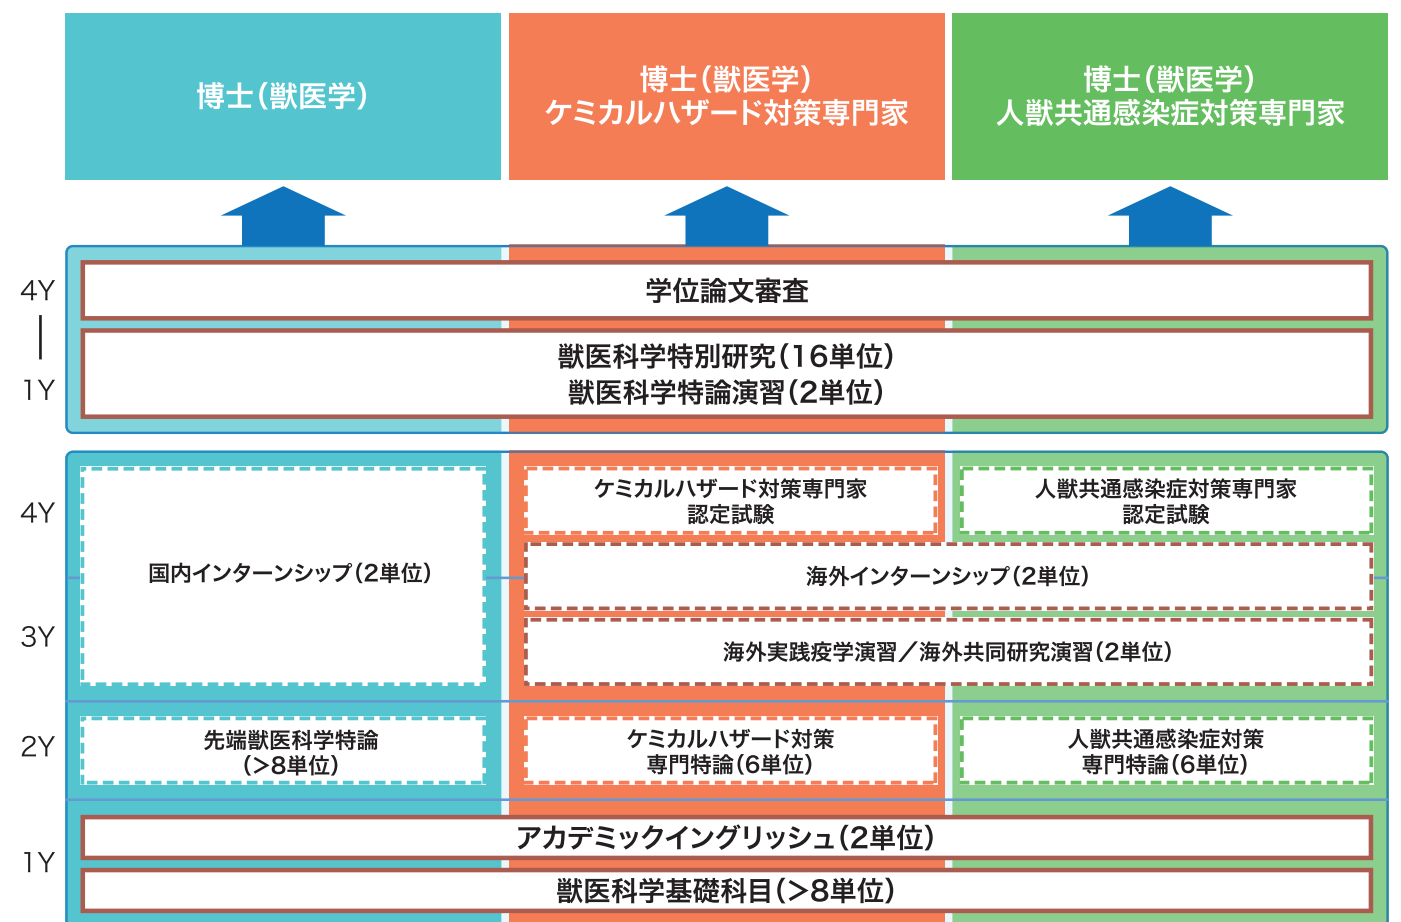 博士(獣医学)
博士(獣医学)
ケミカルハザード対策専門家
博士(獣医学)
人獣共通感染症対策専門家
4Y
1Y
学位論文審査
獣医科学特別研究(16単位)
獣医科学特論演習(2単位)
4Y
3Y
国内インターンシップ(2単位)
ケミカルハザード対策専門家
認定試験
人獣共通感染症対策専門家
認定試験
海外インターンシップ(2単位)
海外実践疫学演習／海外共同研究演習(2単位)
2Y
先端獣医科学特論
(>8単位)
ケミカルハザード対策
専門特論(6単位)
人獣共通感染症対策
専門特論(6単位)
1Y
アカデミックイングリッシュ(2単位)
獣医科学基礎科目(>8単位)